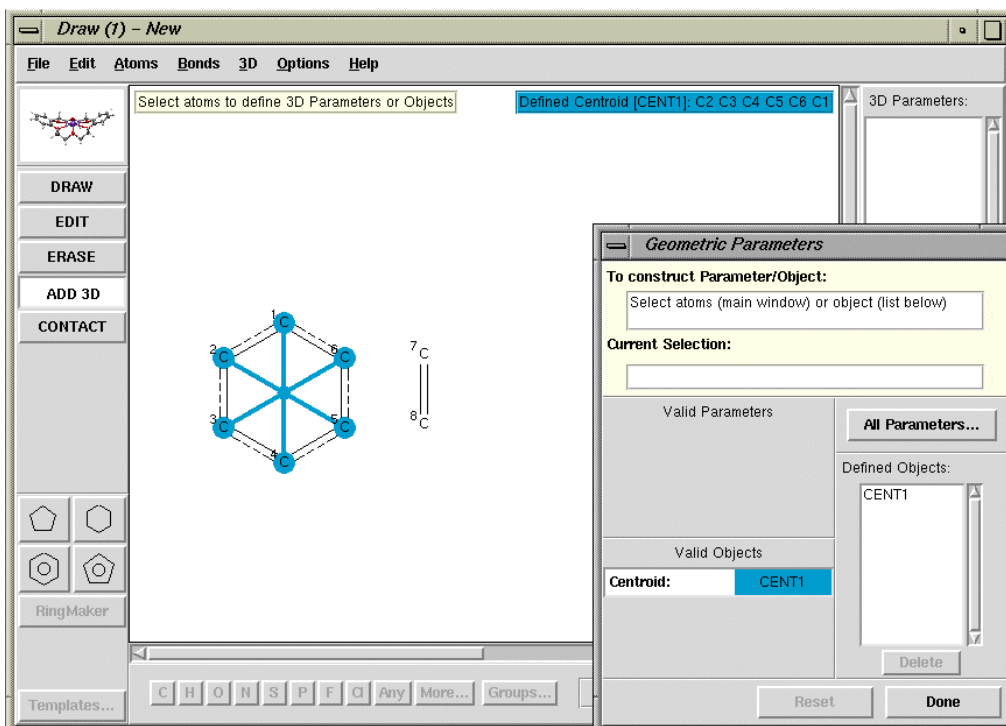 Draw (1) – New
File Edit Atoms Bonds 3D Options Help
Select atoms to define 3D Parameters or Objects
Defined Centroid [CENT1]: C2 C3 C4 C5 C6 C1
3D Parameters:
DRAW
EDIT
ERASE
ADD 3D
CONTACT
1 C
2 C
6 C
3 C
5 C
4 C
7 C
8 C
Geometric Parameters
To construct Parameter/Object:
Select atoms (main window) or object (list below)
Current Selection:
Valid Parameters
All Parameters...
Defined Objects:
CENT1
Valid Objects
Centroid: CENT1
Delete
Reset Done
RingMaker
Templates...
C H O N S P F Cl Any More... Groups...